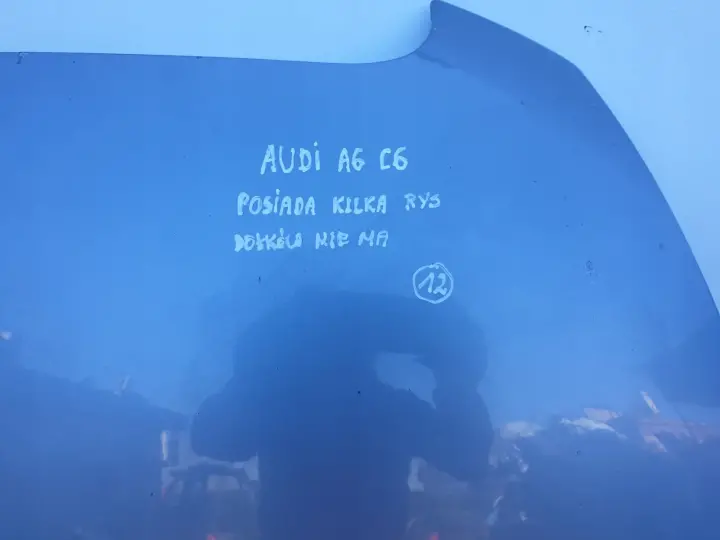 AUDi A6 C6
POSiADA KILKA RYS
DOŁKÓW NIE MA
12